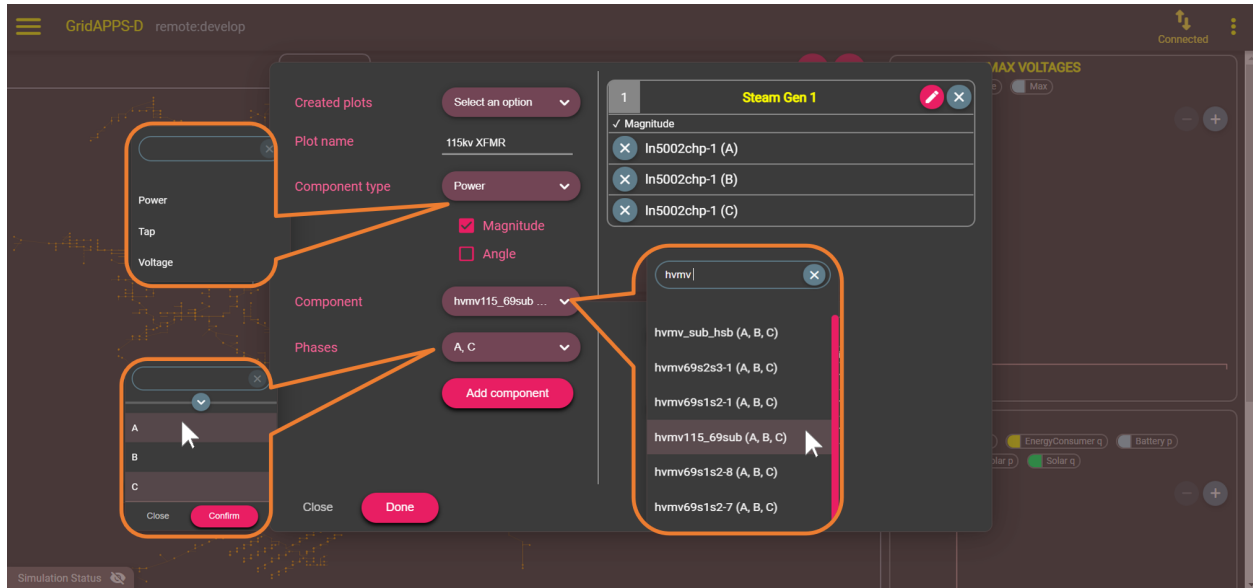 GridAPPS-D remote:develop
Connected
MAX VOLTAGES
Max
Created plots
Select an option
Plot name
115kv XFMR
Component type
Power
Magnitude
Angle
Component
hvmv115_69sub ...
Phases
A, C
Add component
Close
Done
Power
Tap
Voltage
A
B
C
Close
Confirm
1
Steam Gen 1
✓ Magnitude
ln5002chp-1 (A)
ln5002chp-1 (B)
ln5002chp-1 (C)
hvmv
hvmv_sub_hsb (A, B, C)
hvmv69s2s3-1 (A, B, C)
hvmv69s1s2-1 (A, B, C)
hvmv115_69sub (A, B, C)
hvmv69s1s2-8 (A, B, C)
hvmv69s1s2-7 (A, B, C)
EnergyConsumer q
Battery p
Solar q
Simulation Status